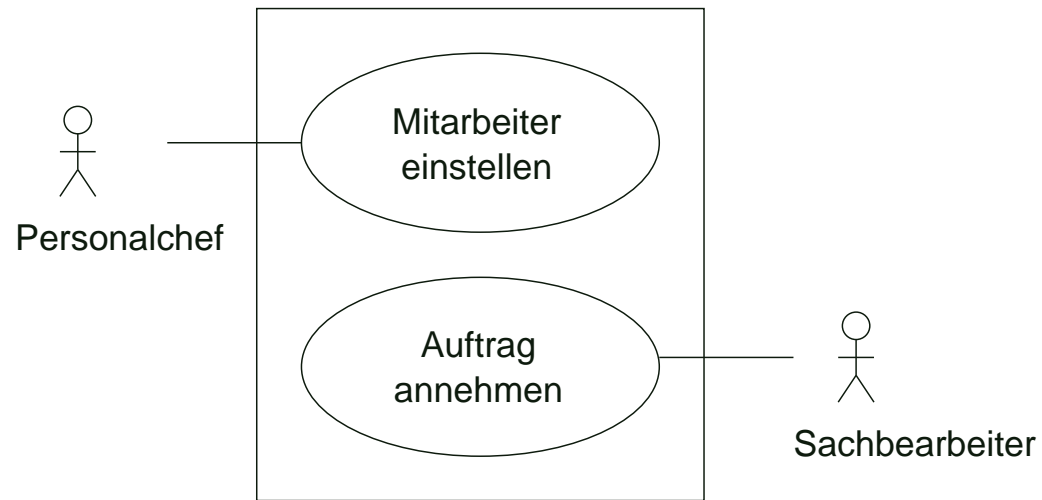 Mitarbeiter
einstellen
Personalchef
Auftrag
annehmen
Sachbearbeiter